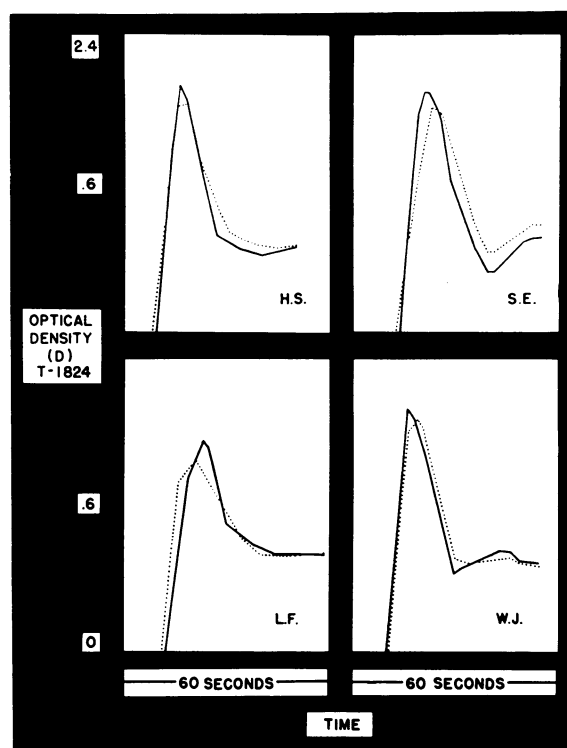 2.4
.6
OPTICAL
DENSITY
(D)
T-1824
H.S.
S.E.
.6
0
L.F.
W.J.
60 SECONDS
60 SECONDS
TIME